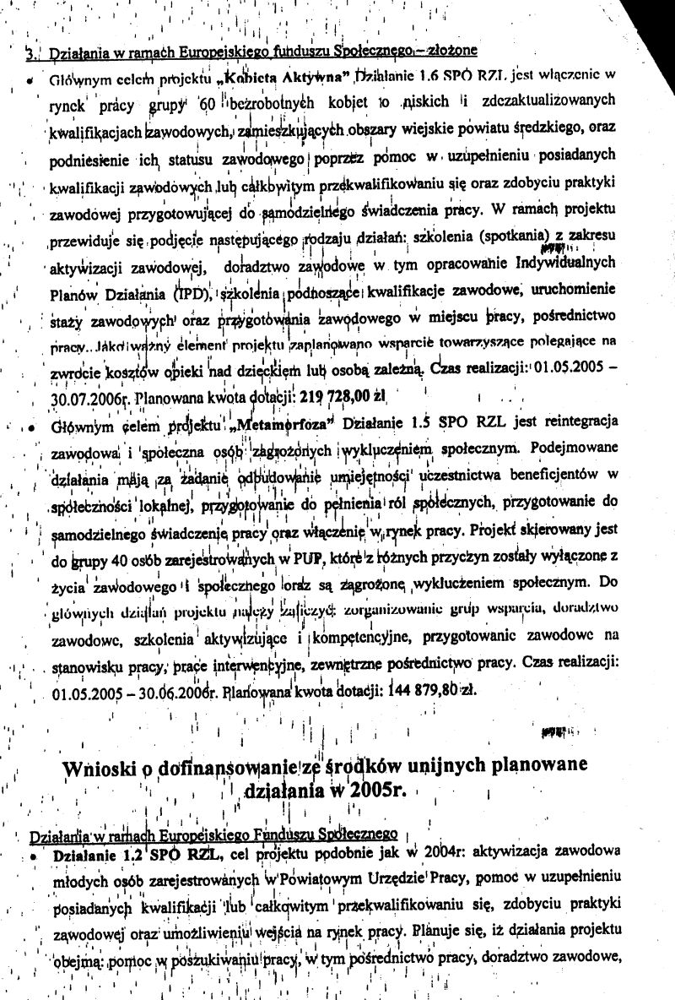 3. Działania w ramach Europejskiego funduszu Społecznego – złożone
• Głównym celem projektu „Kobieta Aktywna” Działanie 1.6 SPO RZL jest włączenie w
rynek pracy grupy 60 bezrobotnych kobiet o niskich i zdezaktualizowanych
kwalifikacjach zawodowych, zamieszkujących obszary wiejskie powiatu średzkiego, oraz
podniesienie ich statusu zawodowego poprzez pomoc w uzupełnieniu posiadanych
kwalifikacji zawodowych lub całkowitym przekwalifikowaniu się oraz zdobyciu praktyki
zawodowej przygotowującej do samodzielnego świadczenia pracy. W ramach projektu
przewiduje się podjęcie następującego rodzaju działań: szkolenia (spotkania) z zakresu
aktywizacji zawodowej, doradztwo zawodowe w tym opracowanie Indywidualnych
Planów Działania (IPD), szkolenia podnoszące kwalifikacje zawodowe, uruchomienie
staży zawodowych oraz przygotowania zawodowego w miejscu pracy, pośrednictwo
pracy. Jako ważny element projektu zaplanowano wsparcie towarzyszące polegające na
zwrocie kosztów opieki nad dzieckiem lub osobą zależną. Czas realizacji: 01.05.2005 –
30.07.2006r. Planowana kwota dotacji: 219 728,00 zł
• Głównym celem projektu „Metamorfoza” Działanie 1.5 SPO RZL jest reintegracja
zawodowa i społeczna osób zagrożonych wykluczeniem społecznym. Podejmowane
działania mają za zadanie odbudowanie umiejętności uczestnictwa beneficjentów w
społeczności lokalnej, przygotowanie do pełnienia ról społecznych, przygotowanie do
samodzielnego świadczenie pracy oraz włączenie w rynek pracy. Projekt skierowany jest
do grupy 40 osób zarejestrowanych w PUP, które z różnych przyczyn zostały wyłączone z
życia zawodowego i społecznego oraz są zagrożone wykluczeniem społecznym. Do
głównych działań projektu należy zaliczyć: zorganizowanie grup wsparcia, doradztwo
zawodowe, szkolenia aktywizujące i kompetencyjne, przygotowanie zawodowe na
stanowisku pracy, prace interwencyjne, zewnętrzne pośrednictwo pracy. Czas realizacji:
01.05.2005 – 30.06.2006r. Planowana kwota dotacji: 144 879,80 zł.
Wnioski o dofinansowanie ze środków unijnych planowane
działania w 2005r.
Działania w ramach Europejskiego Funduszu Społecznego
• Działanie 1.2 SPO RZL, cel projektu podobnie jak w 2004r: aktywizacja zawodowa
młodych osób zarejestrowanych w Powiatowym Urzędzie Pracy, pomoc w uzupełnieniu
posiadanych kwalifikacji lub całkowitym przekwalifikowaniu się, zdobyciu praktyki
zawodowej oraz umożliwieniu wejścia na rynek pracy. Planuje się, iż działania projektu
obejmą: pomoc w poszukiwaniu pracy, w tym pośrednictwo pracy, doradztwo zawodowe,